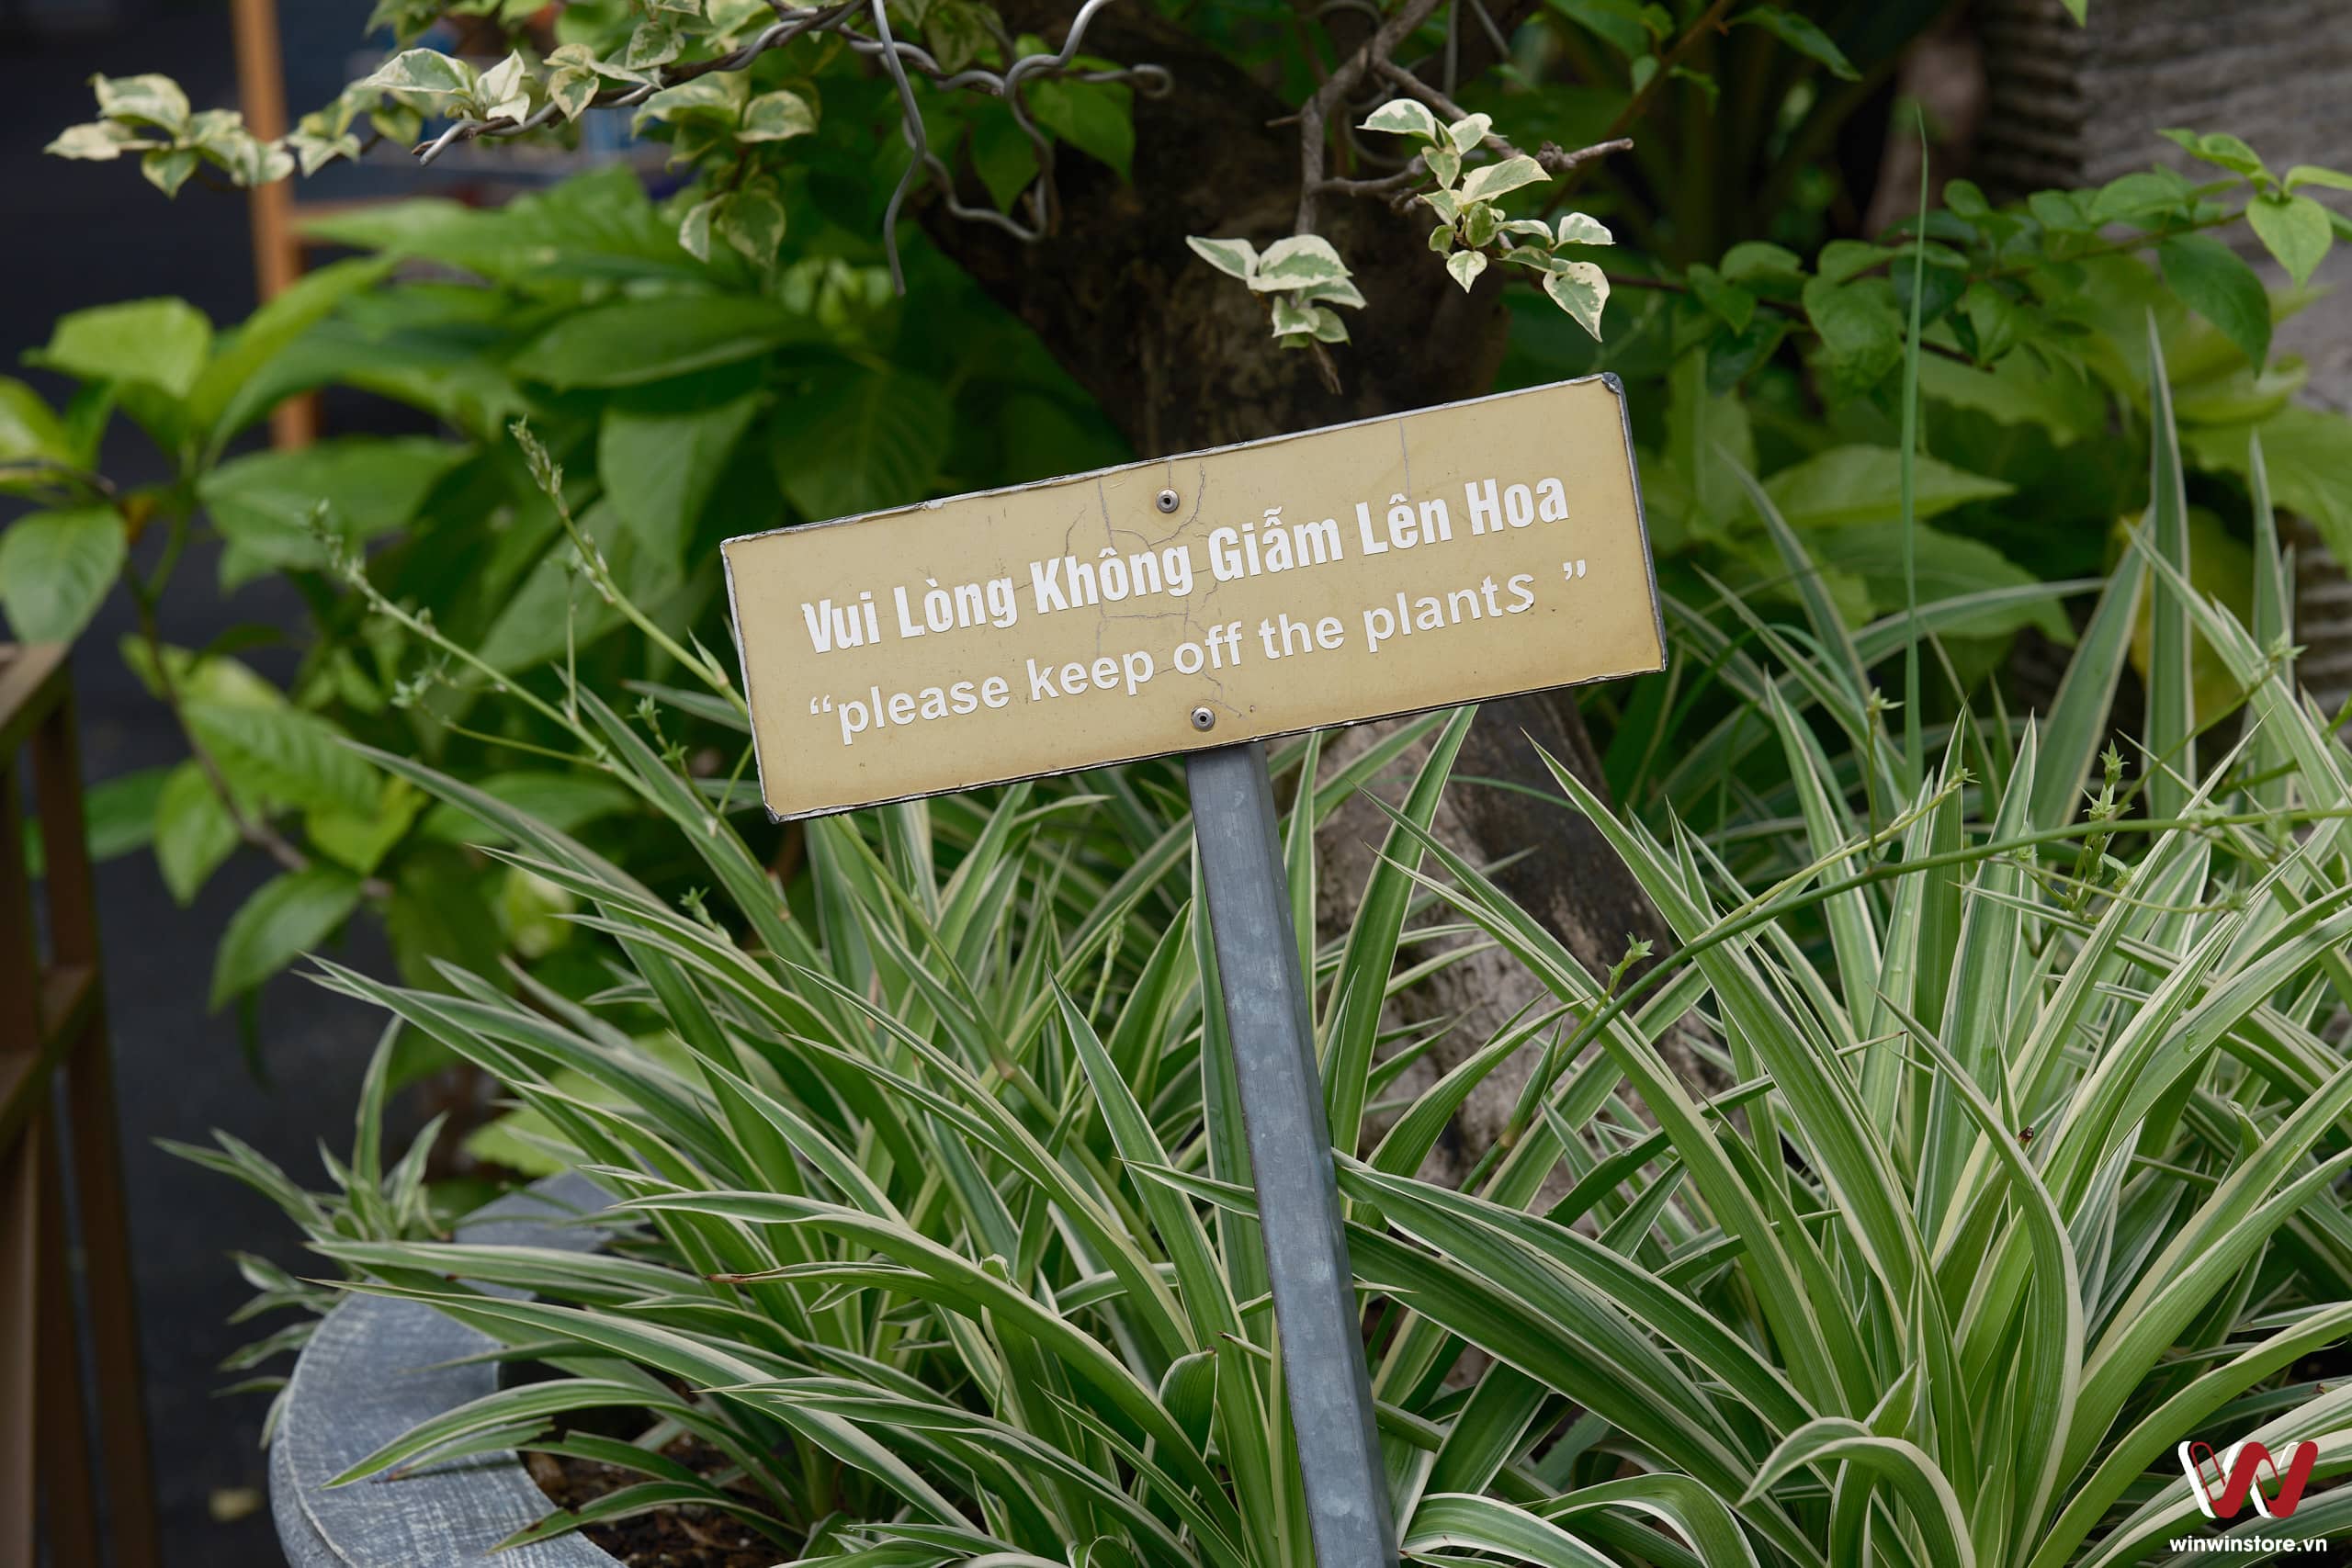 Vui Lòng Không Giẫm Lên Hoa
“please keep off the plants ”
winwinstore.vn